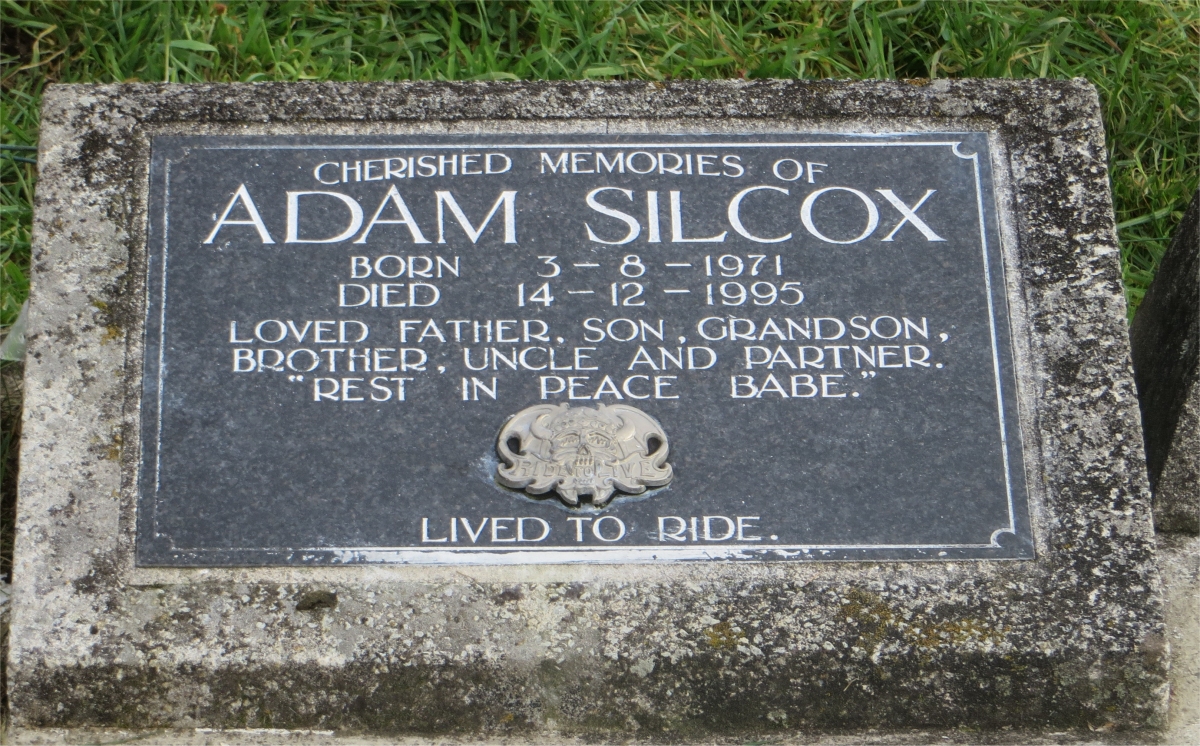 CHERISHED MEMORIES OF
ADAM SILCOX
BORN 3-8-1971
DIED 14-12-1995
LOVED FATHER, SON, GRANDSON,
BROTHER, UNCLE AND PARTNER.
"REST IN PEACE BABE."
LIVED TO RIDE.